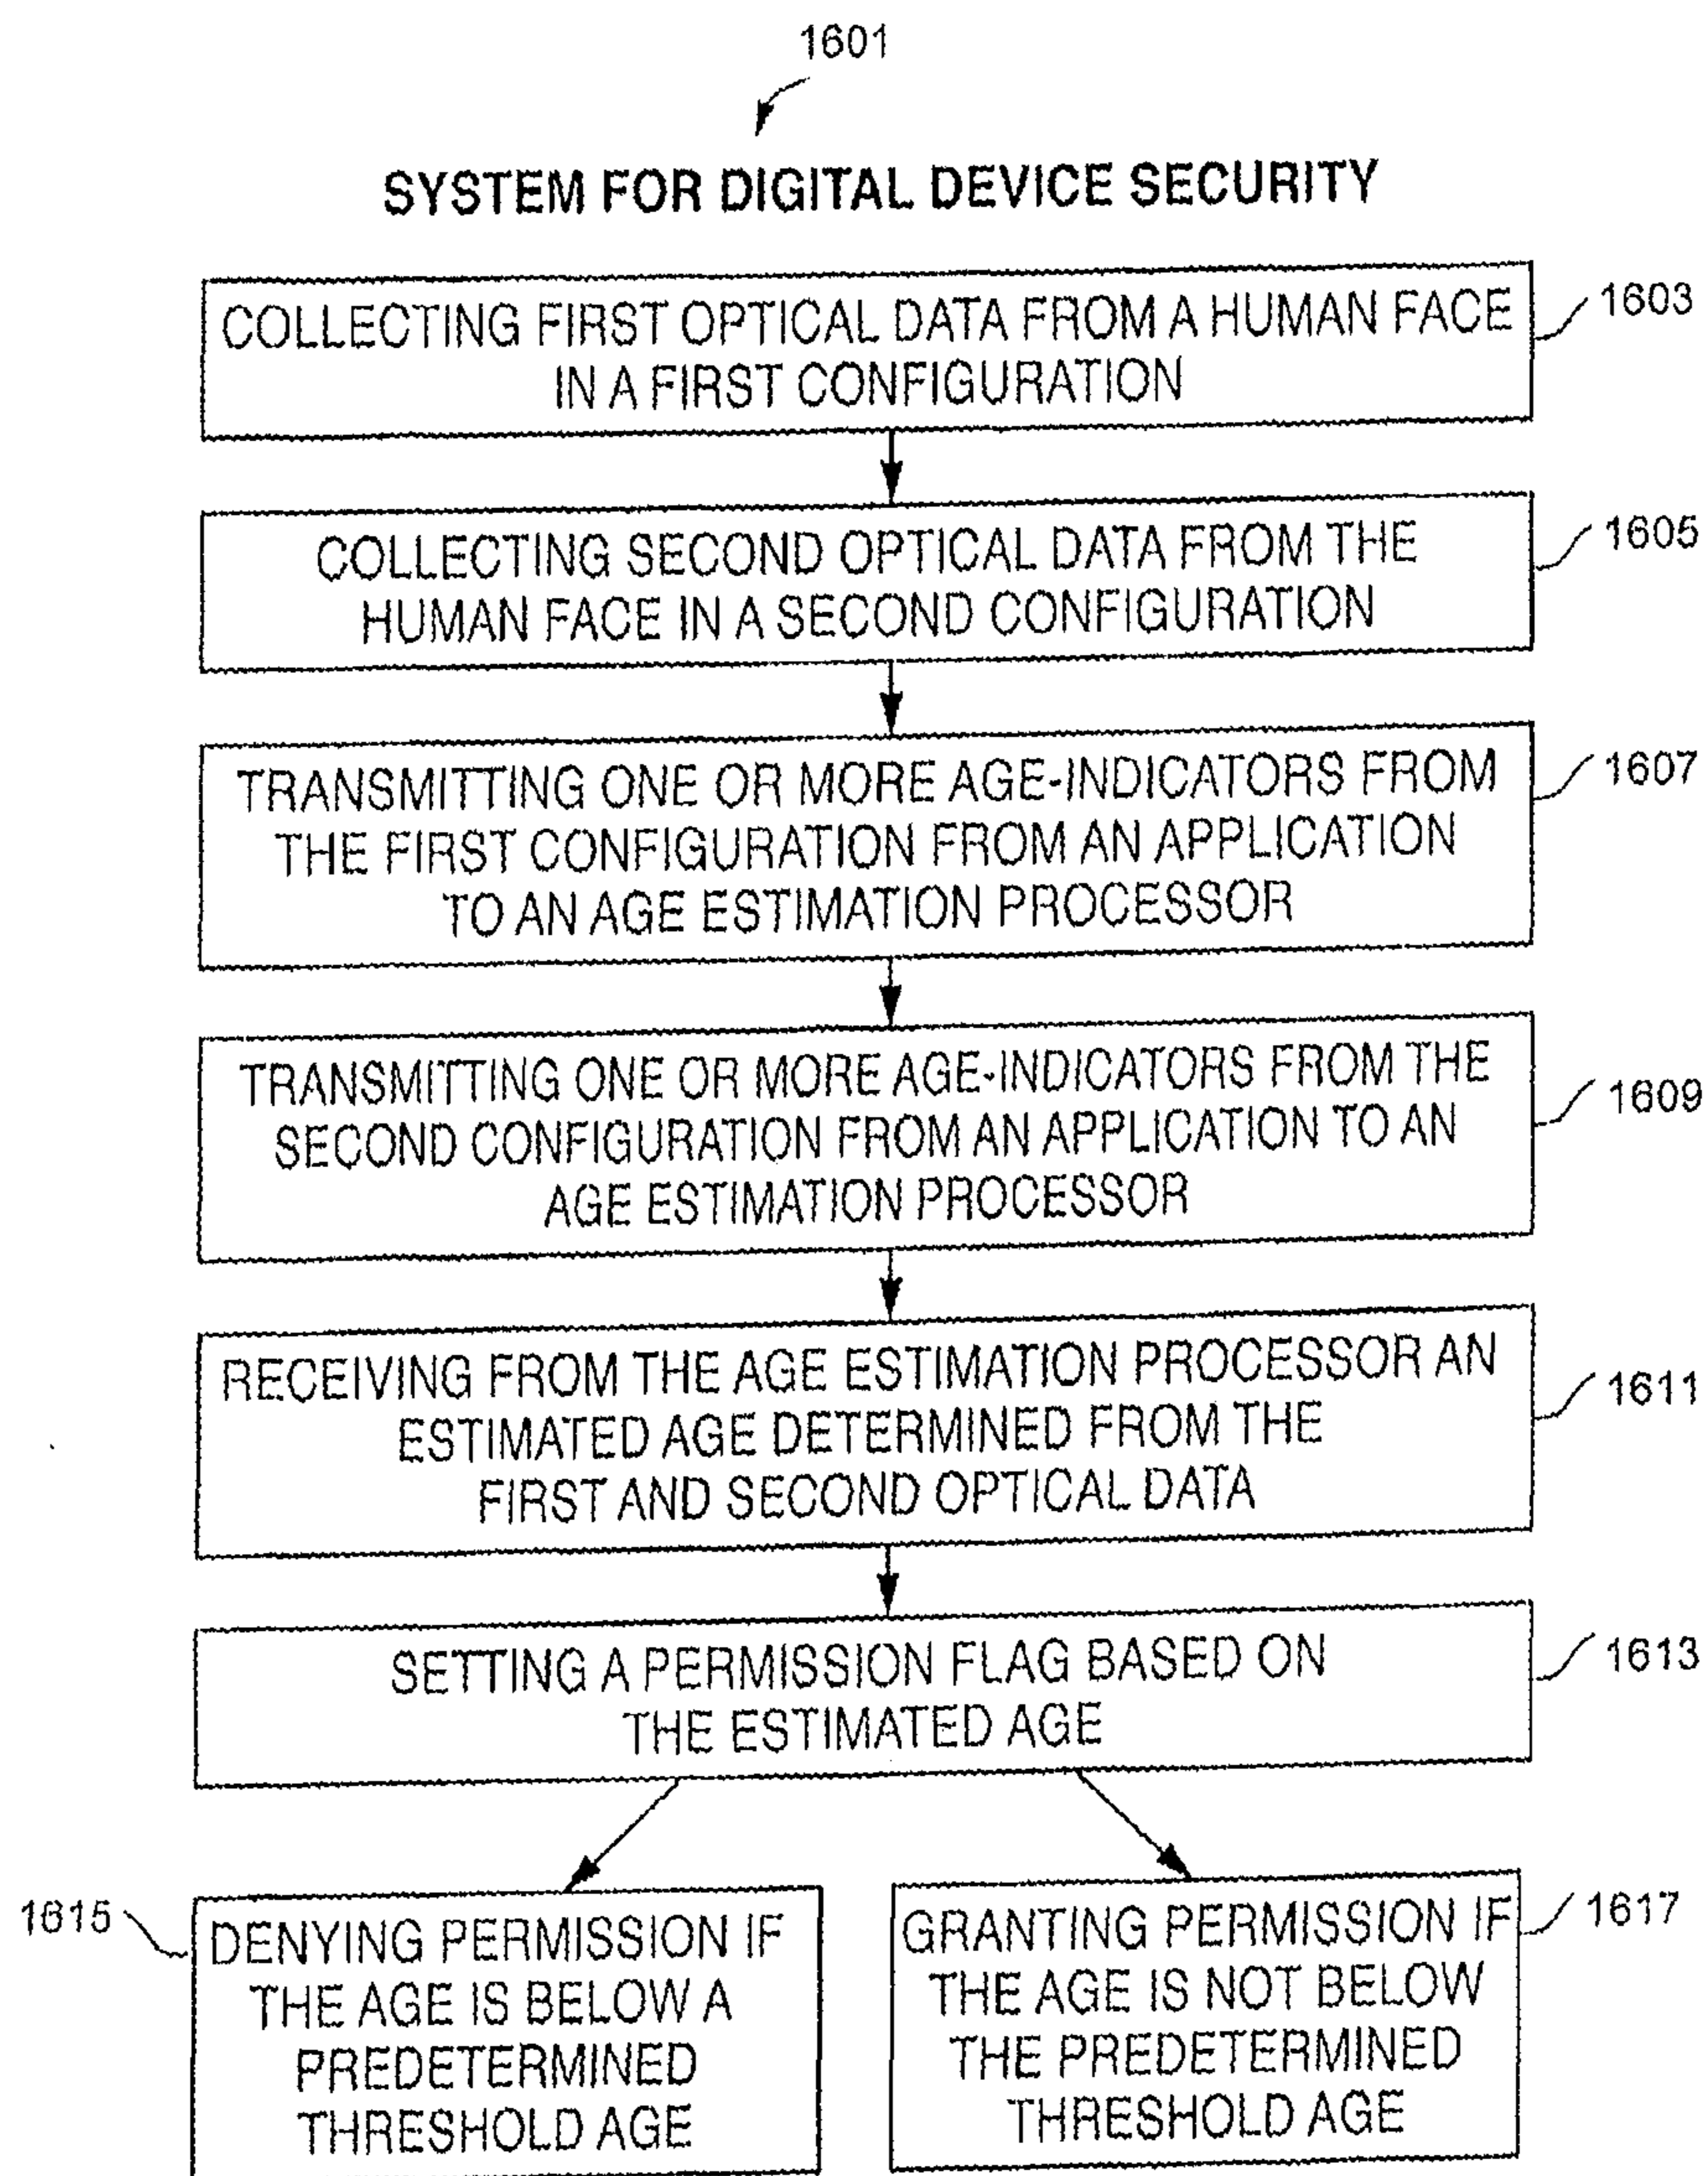 1601
SYSTEM FOR DIGITAL DEVICE SECURITY
COLLECTING FIRST OPTICAL DATA FROM A HUMAN FACE
IN A FIRST CONFIGURATION
1603
COLLECTING SECOND OPTICAL DATA FROM THE
HUMAN FACE IN A SECOND CONFIGURATION
1605
TRANSMITTING ONE OR MORE AGE-INDICATORS FROM
THE FIRST CONFIGURATION FROM AN APPLICATION
TO AN AGE ESTIMATION PROCESSOR
1607
TRANSMITTING ONE OR MORE AGE-INDICATORS FROM THE
SECOND CONFIGURATION FROM AN APPLICATION TO AN
AGE ESTIMATION PROCESSOR
1609
RECEIVING FROM THE AGE ESTIMATION PROCESSOR AN
ESTIMATED AGE DETERMINED FROM THE
FIRST AND SECOND OPTICAL DATA
1611
SETTING A PERMISSION FLAG BASED ON
THE ESTIMATED AGE
1613
1615
DENYING PERMISSION IF
THE AGE IS BELOW A
PREDETERMINED
THRESHOLD AGE
GRANTING PERMISSION IF
THE AGE IS NOT BELOW
THE PREDETERMINED
THRESHOLD AGE
1617